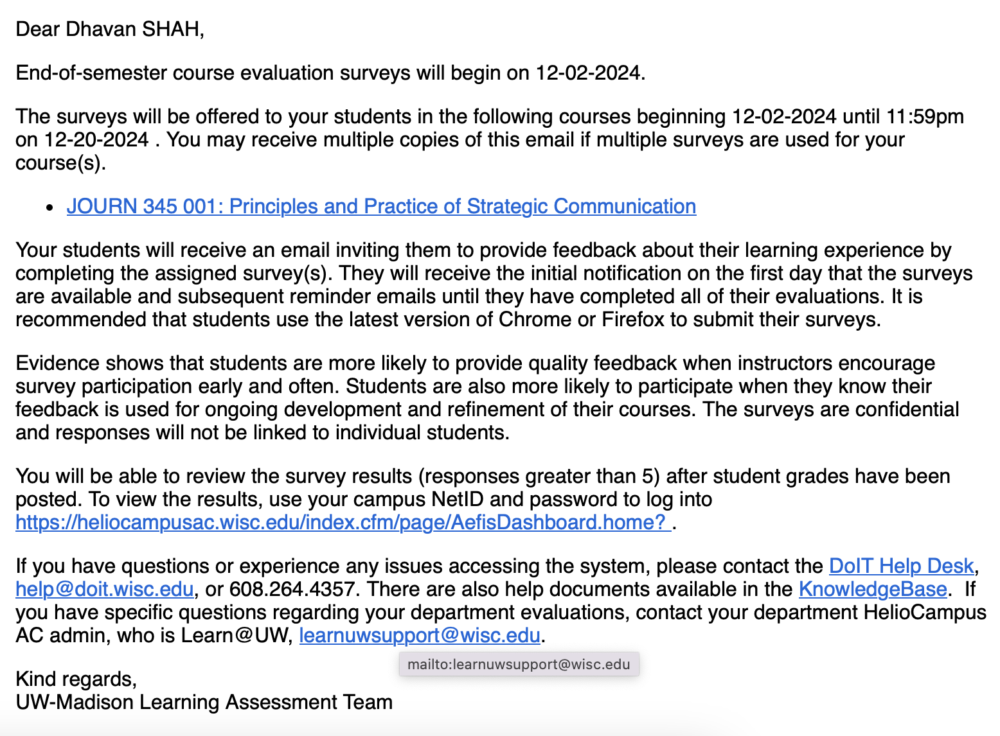 Dear Dhavan SHAH,
End-of-semester course evaluation surveys will begin on 12-02-2024.
The surveys will be offered to your students in the following courses beginning 12-02-2024 until 11:59pm
on 12-20-2024 . You may receive multiple copies of this email if multiple surveys are used for your
course(s).
• JOURN 345 001: Principles and Practice of Strategic Communication
Your students will receive an email inviting them to provide feedback about their learning experience by
completing the assigned survey(s). They will receive the initial notification on the first day that the surveys
are available and subsequent reminder emails until they have completed all of their evaluations. It is
recommended that students use the latest version of Chrome or Firefox to submit their surveys.
Evidence shows that students are more likely to provide quality feedback when instructors encourage
survey participation early and often. Students are also more likely to participate when they know their
feedback is used for ongoing development and refinement of their courses. The surveys are confidential
and responses will not be linked to individual students.
You will be able to review the survey results (responses greater than 5) after student grades have been
posted. To view the results, use your campus NetID and password to log into
https://heliocampusac.wisc.edu/index.cfm/page/AefisDashboard.home? .
If you have questions or experience any issues accessing the system, please contact the DoIT Help Desk,
help@doit.wisc.edu, or 608.264.4357. There are also help documents available in the KnowledgeBase.  If
you have specific questions regarding your department evaluations, contact your department HelioCampus
AC admin, who is Learn@UW, learnuwsupport@wisc.edu.
mailto:learnuwsupport@wisc.edu
Kind regards,
UW-Madison Learning Assessment Team